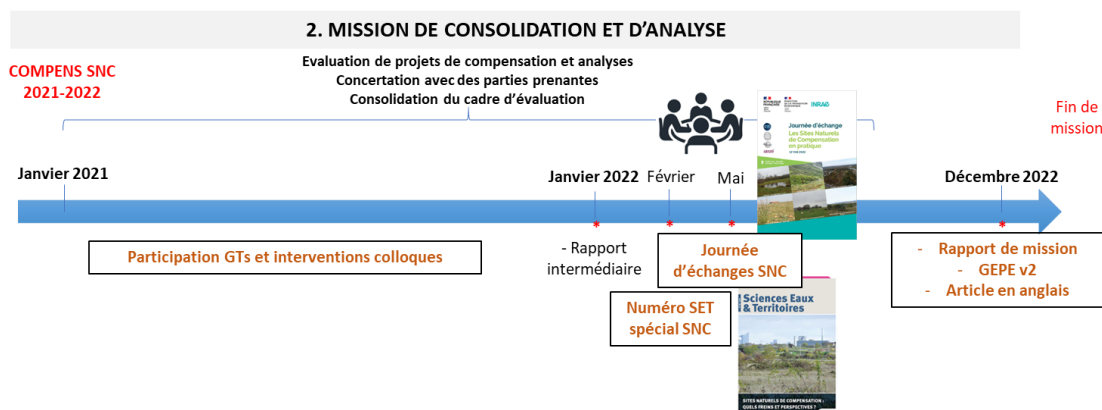 2. MISSION DE CONSOLIDATION ET D'ANALYSE
COMPENS SNC
2021-2022
Evaluation de projets de compensation et analyses
Concertation avec des parties prenantes
Consolidation du cadre d'évaluation
INRAE
Journée d'échange
Les Sites Naturels
de Compensation
en pratique
Fin de
mission
Janvier 2021
Janvier 2022
Février
Mai
Décembre 2022
*
*
*
*
Participation GTs et interventions colloques
- Rapport
intermédiaire
Journée
d'échanges SNC
- Rapport de mission
- GEPE v2
- Article en anglais
Numéro SET
spécial SNC
Sciences Eaux
& Territoires
SITES NATURELS DE COMPENSATION :
QUELS FREINS ET PERSPECTIVES ?